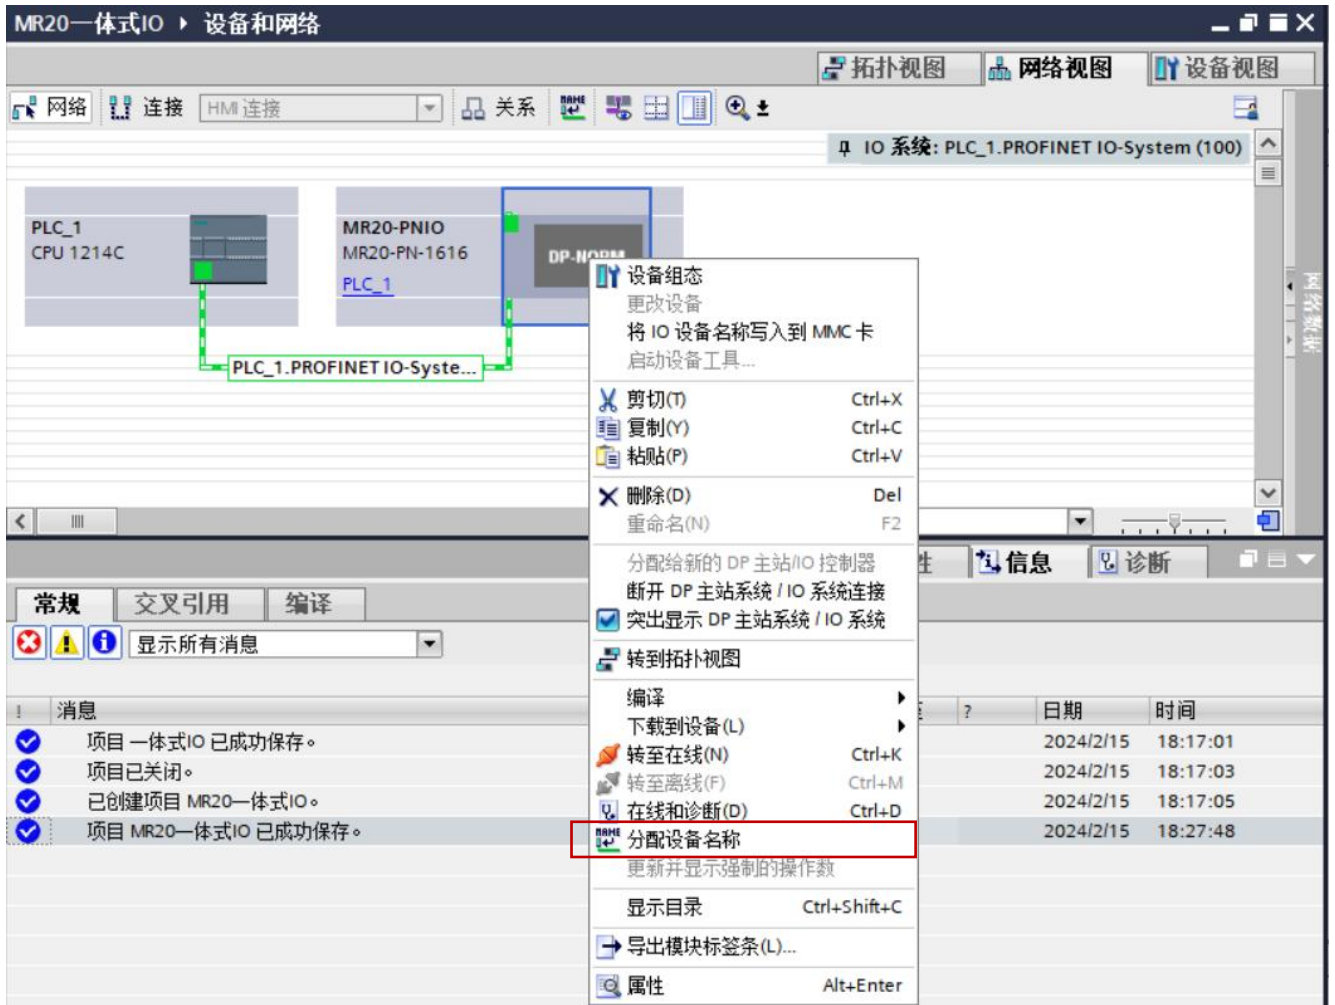 MR20一体式IO ▸ 设备和网络
拓扑视图 网络视图 设备视图
网络 连接 HMI 连接 关系
IO 系统: PLC_1.PROFINET IO-System (100)
PLC_1
CPU 1214C
MR20-PNIO
MR20-PN-1616
PLC_1
DP-NORM
PLC_1.PROFINET IO-Syste...
网络数据
设备组态
更改设备
将 IO 设备名称写入到 MMC 卡
启动设备工具...
剪切(T) Ctrl+X
复制(Y) Ctrl+C
粘贴(P) Ctrl+V
删除(D) Del
重命名(N) F2
分配给新的 DP 主站/IO 控制器
断开 DP 主站系统 / IO 系统连接
突出显示 DP 主站系统 / IO 系统
转到拓扑视图
编译
下载到设备(L)
转至在线(N) Ctrl+K
转至离线(F) Ctrl+M
在线和诊断(D) Ctrl+D
NAME 分配设备名称
更新并显示强制的操作数
显示目录 Ctrl+Shift+C
导出模块标签条(L)...
属性 Alt+Enter
信息 诊断
常规 交叉引用 编译
显示所有消息
! 消息 ? 日期 时间
项目 一体式IO 已成功保存。 2024/2/15 18:17:01
项目已关闭。 2024/2/15 18:17:03
已创建项目 MR20一体式IO。 2024/2/15 18:17:05
项目 MR20一体式IO 已成功保存。 2024/2/15 18:27:48